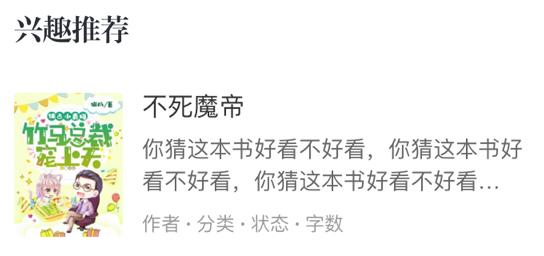 兴趣推荐
不死魔帝
你猜这本书好看不好看，你猜这本书好
看不好看，你猜这本书好看不好看...
作者·分类·状态·字数
竹马总裁
宠上天